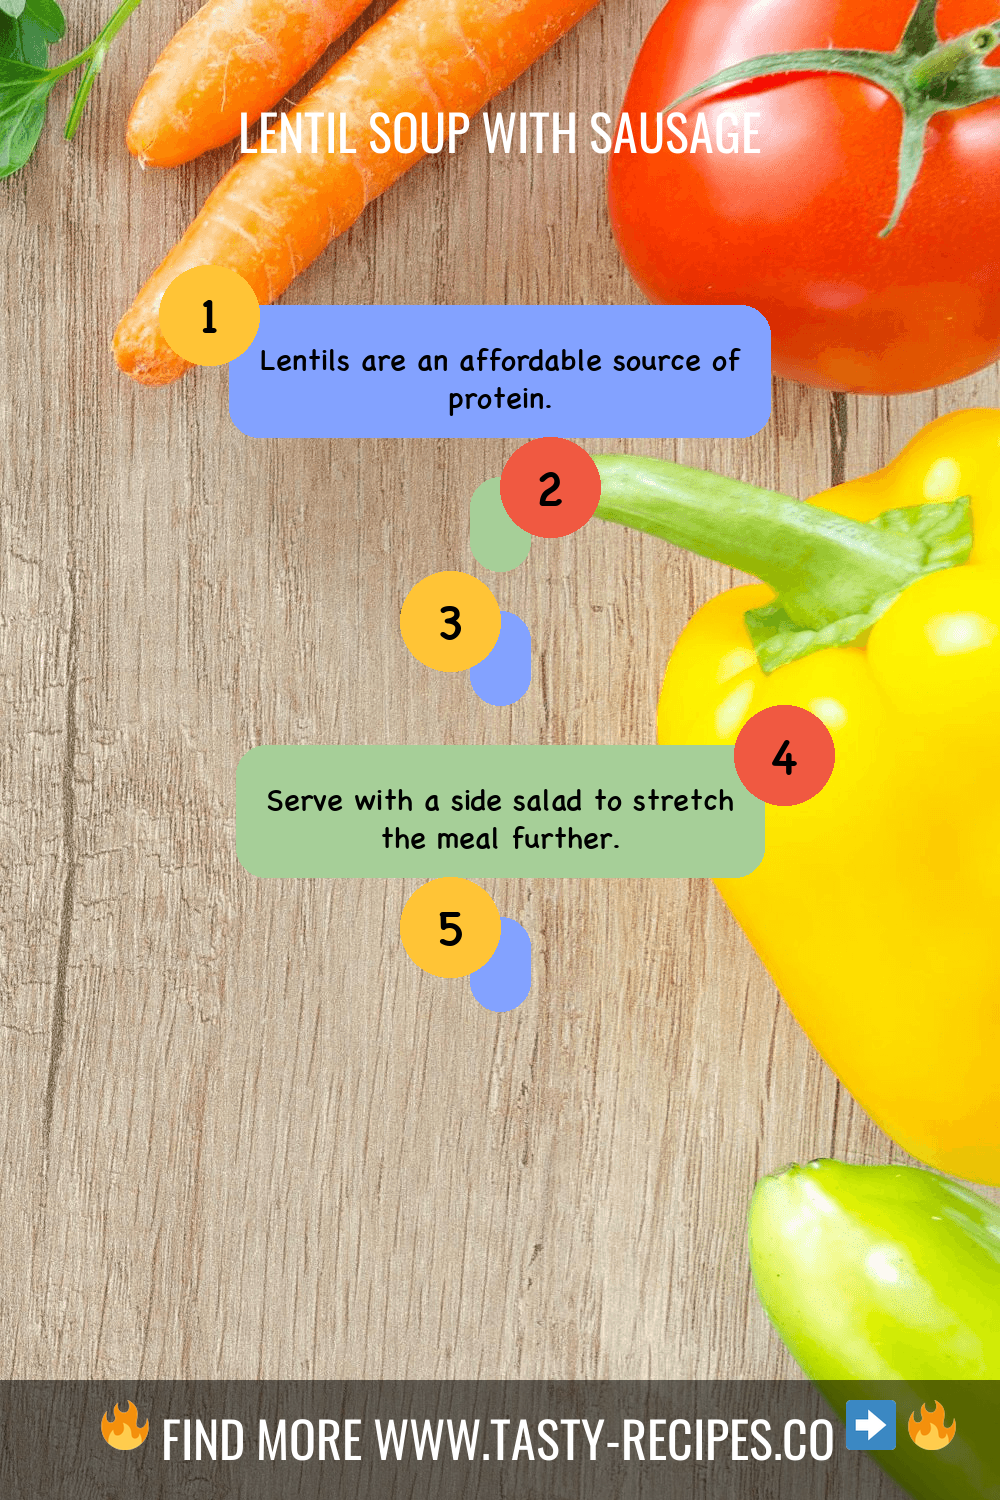 LENTIL SOUP WITH SAUSAGE
1
Lentils are an affordable source of
protein.
2
3
4
Serve with a side salad to stretch
the meal further.
5
FIND MORE WWW.TASTY-RECIPES.CO